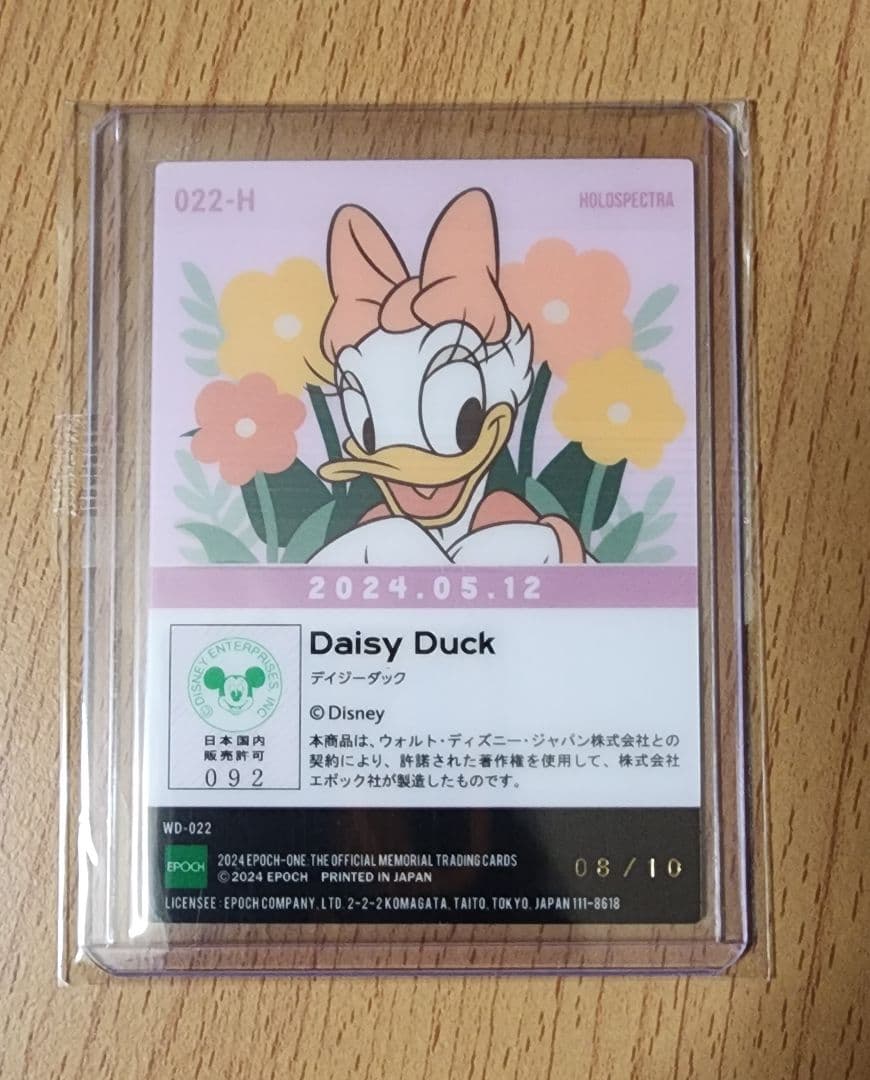 022-H
HOLOSPECTRA
2024.05.12
Daisy Duck
デイジーダック
©Disney
©DISNEY ENTERPRISES, INC
日本国内
販売許可
092
本商品は、ウォルト・ディズニー・ジャパン株式会社との
契約により、許諾された著作権を使用して、株式会社
エポック社が製造したものです。
WD-022
EPOCH
2024 EPOCH-ONE: THE OFFICIAL MEMORIAL TRADING CARDS
©2024 EPOCH PRINTED IN JAPAN
08/10
LICENSEE : EPOCH COMPANY, LTD. 2-2-2 KOMAGATA, TAITO, TOKYO, JAPAN 111-8618